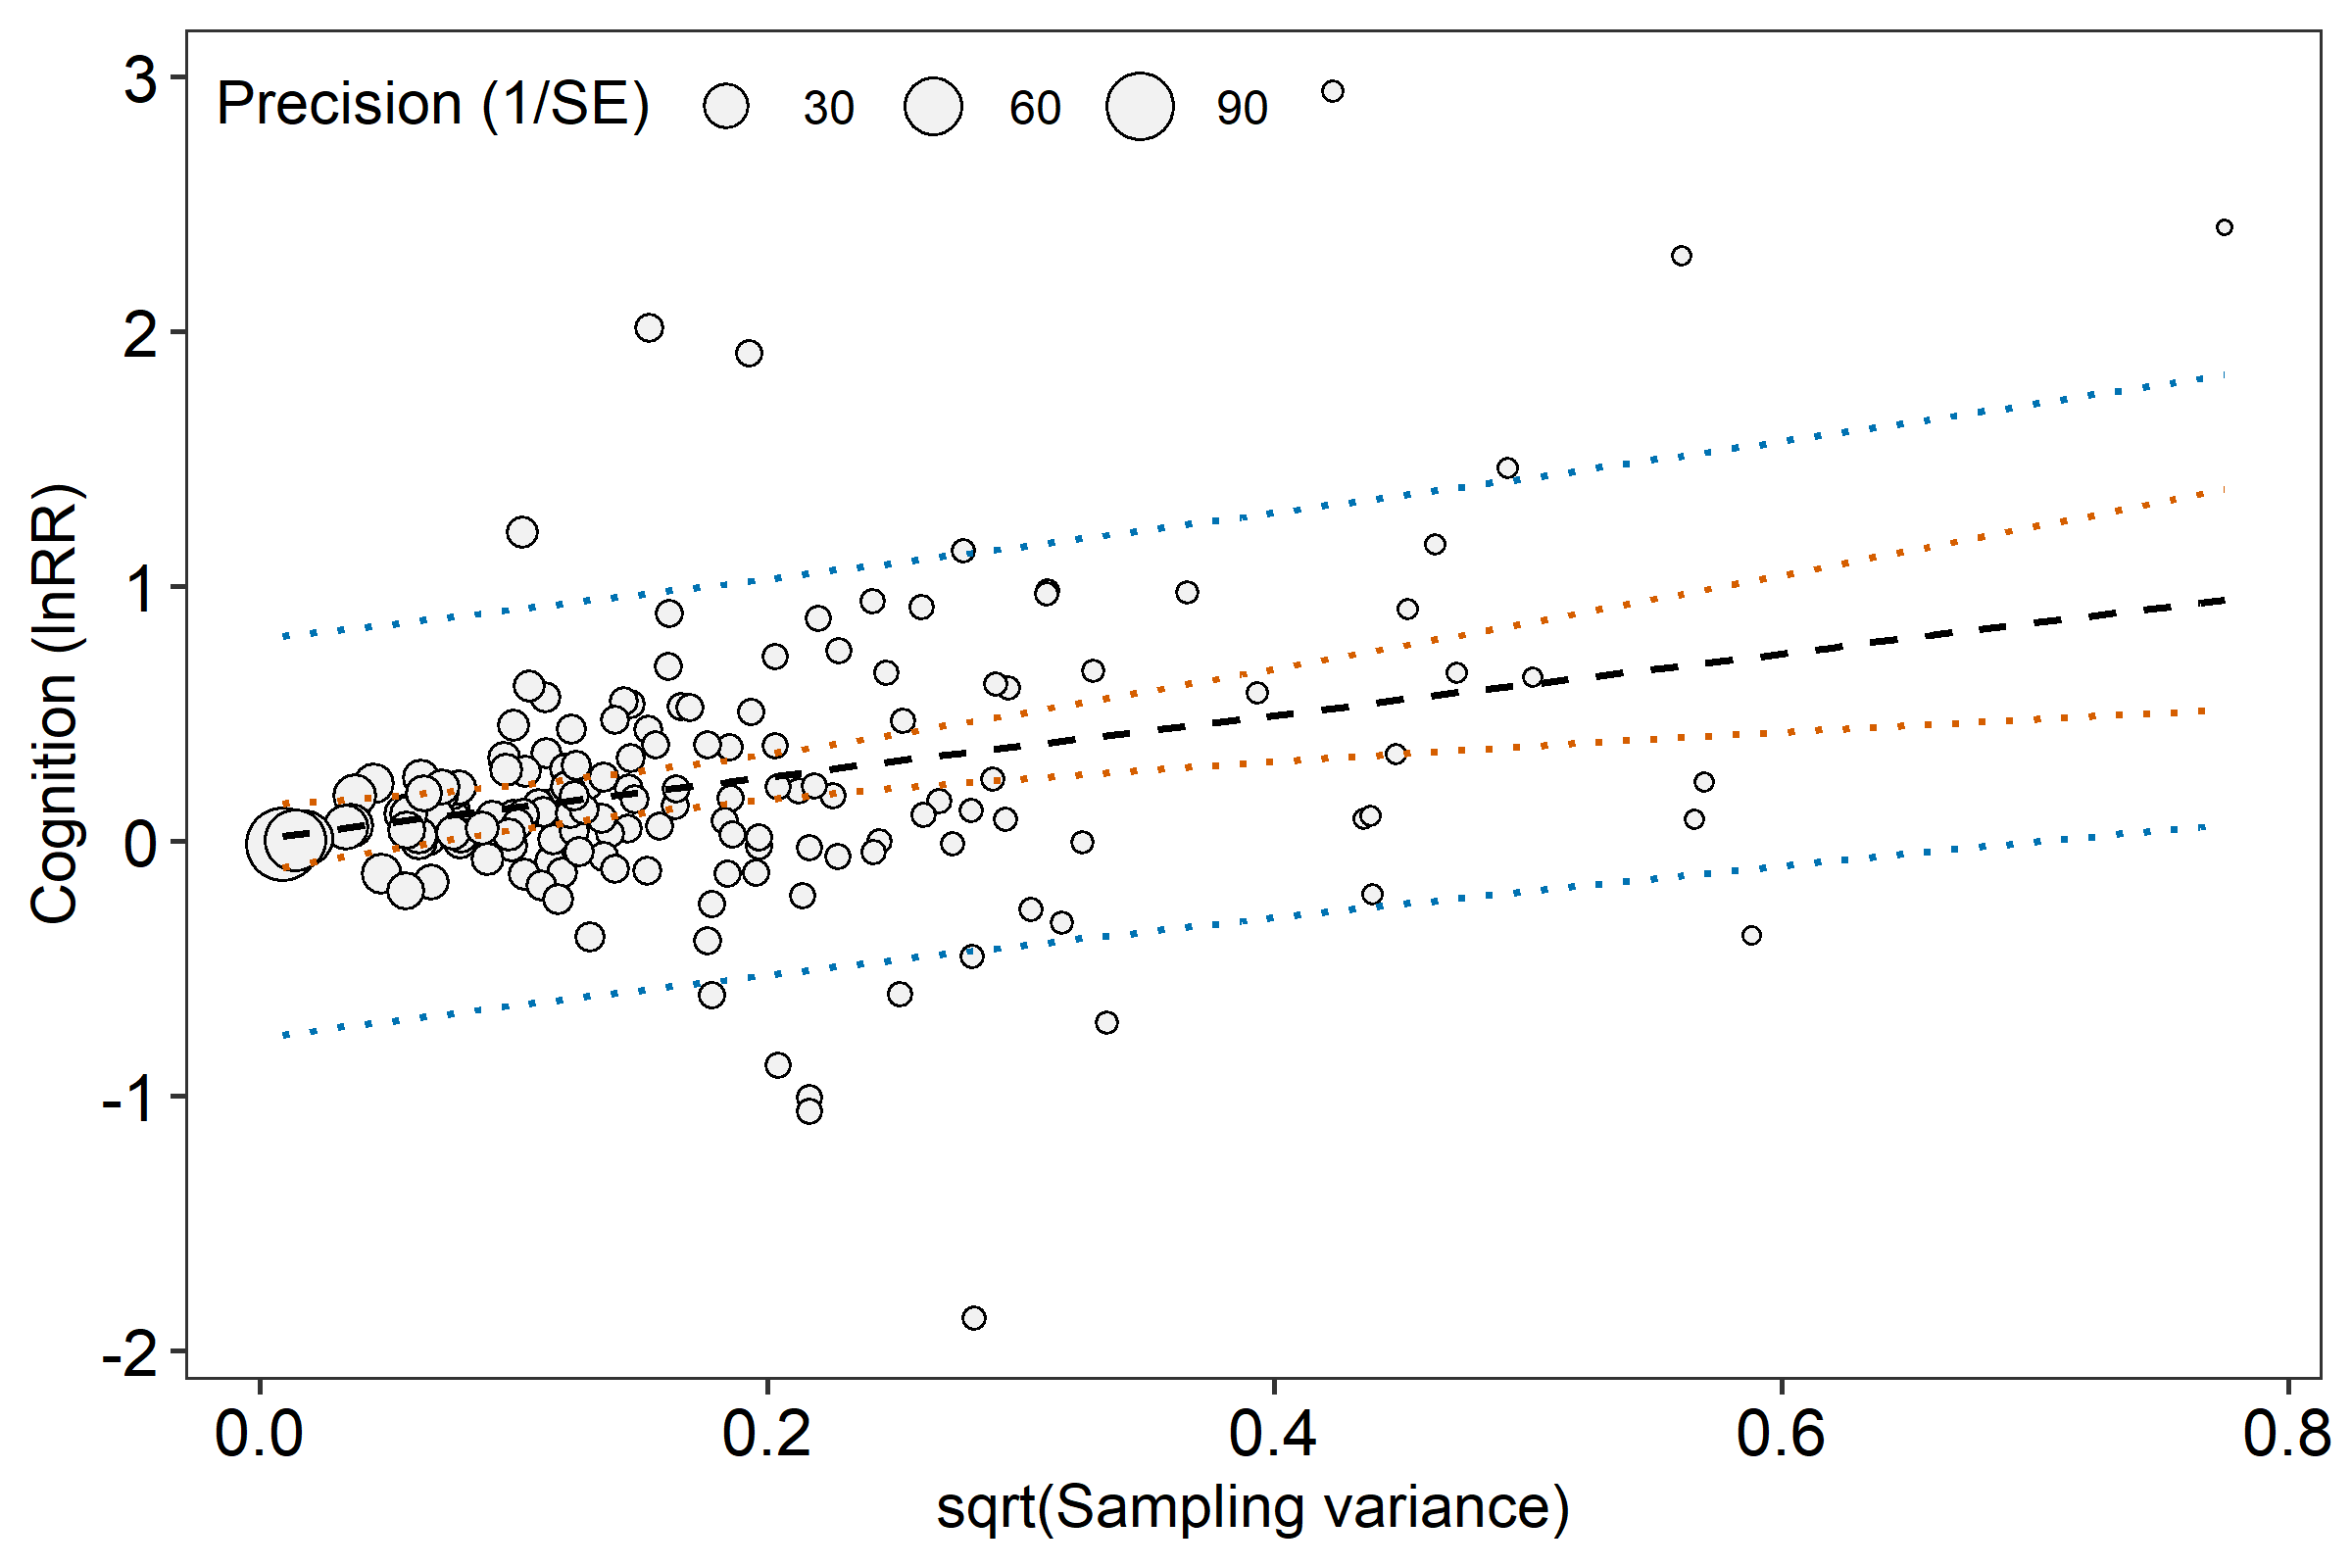 Precision (1/SE) 30 60 90
3
2
1
0
-1
-2
Cognition (lnRR)
0.0 0.2 0.4 0.6 0.8
sqrt(Sampling variance)